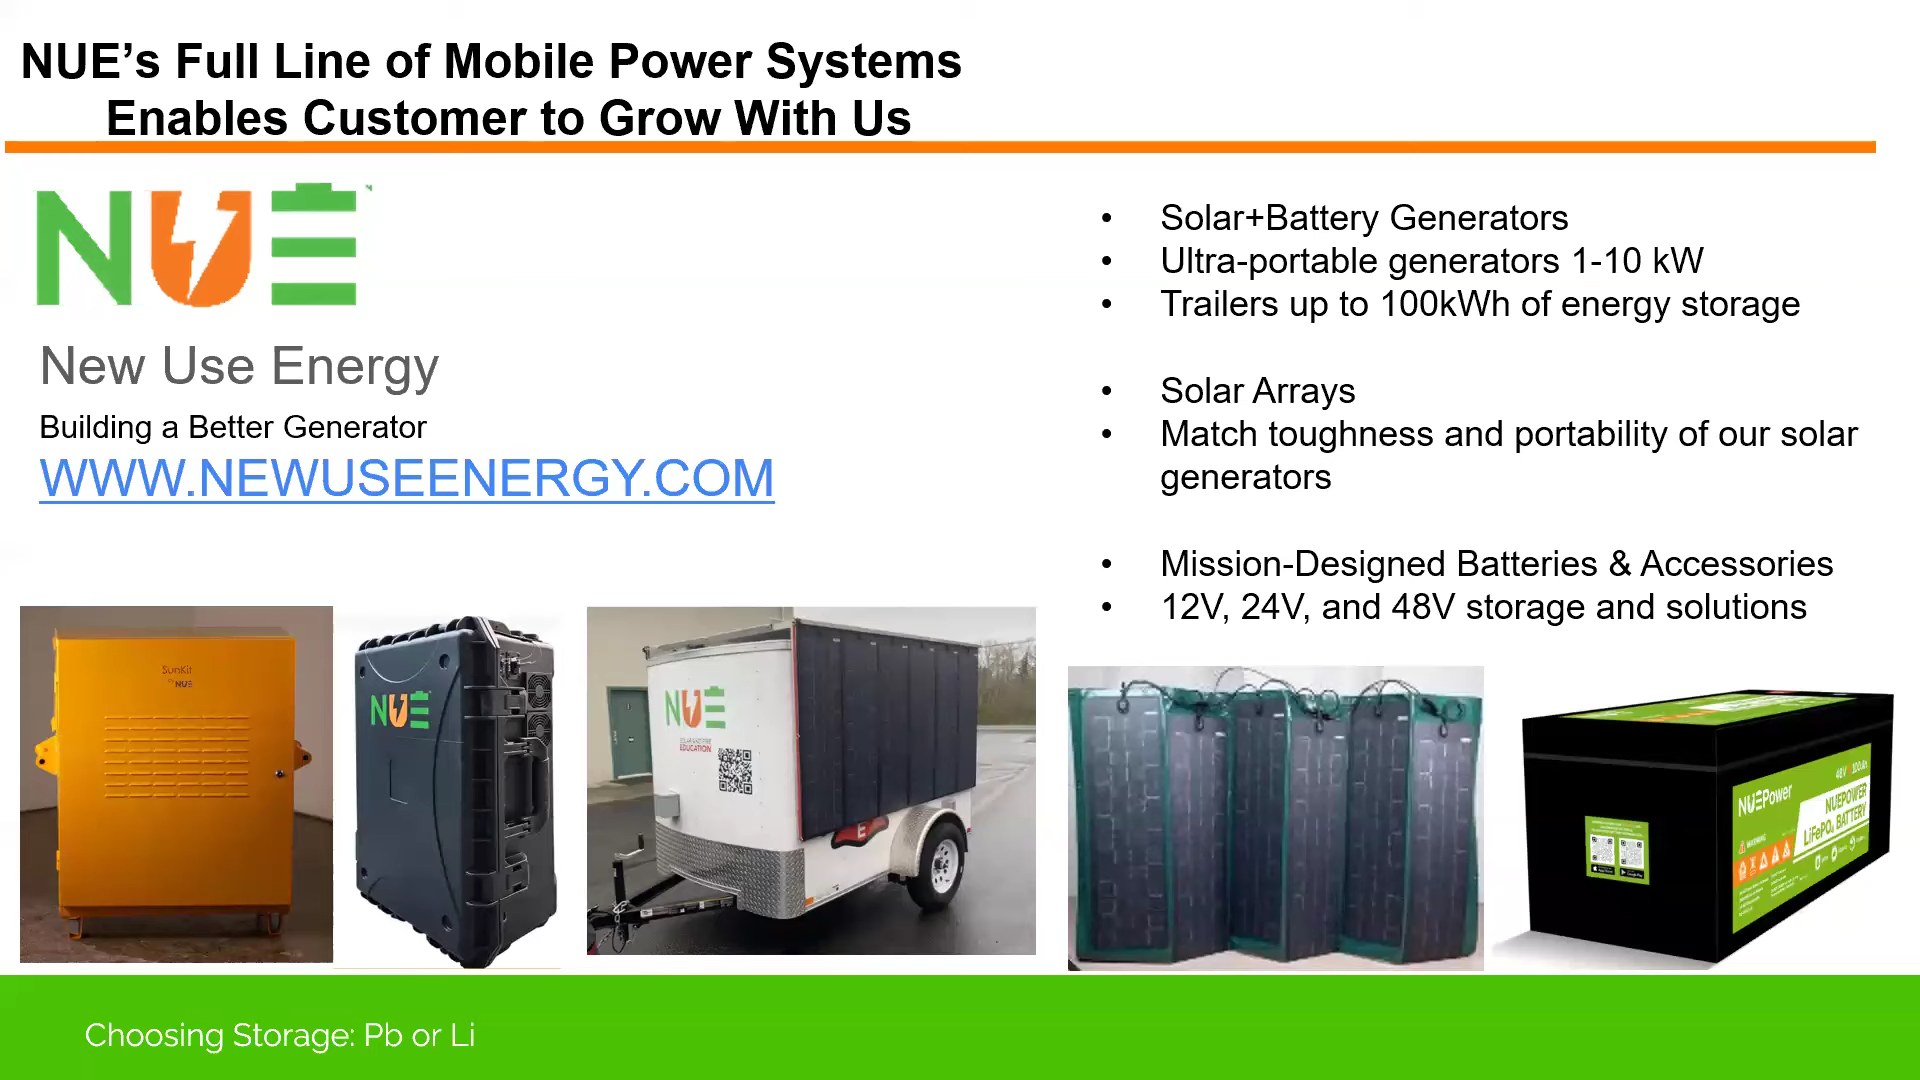 NUE’s Full Line of Mobile Power Systems
Enables Customer to Grow With Us
NUE
New Use Energy
Building a Better Generator
WWW.NEWUSEENERGY.COM
• Solar+Battery Generators
• Ultra-portable generators 1-10 kW
• Trailers up to 100kWh of energy storage
• Solar Arrays
• Match toughness and portability of our solar
generators
• Mission-Designed Batteries & Accessories
• 12V, 24V, and 48V storage and solutions
SunKit
NUE
NUE
NUE
EDUCATION
48V
NUEPower
NUEPOWER
LiFePO₄ BATTERY
WARNING
Choosing Storage: Pb or Li